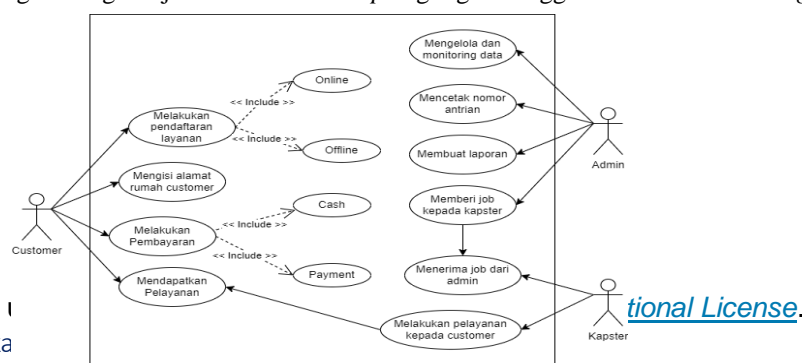 Online
<< Include >>
Melakukan
pendaftaran
layanan
<< Include >>
Offline
Mengisi alamat
rumah customer
Cash
<< Include >>
Melakukan
Pembayaran
<< Include >>
Payment
Customer
Mendapatkan
Pelayanan
Mengelola dan
monitoring data
Mencetak nomor
antrian
Membuat laporan
Admin
Memberi job
kepada kapster
Menerima job dari
admin
Melakukan pelayanan
kepada customer
Kapster
tional License.